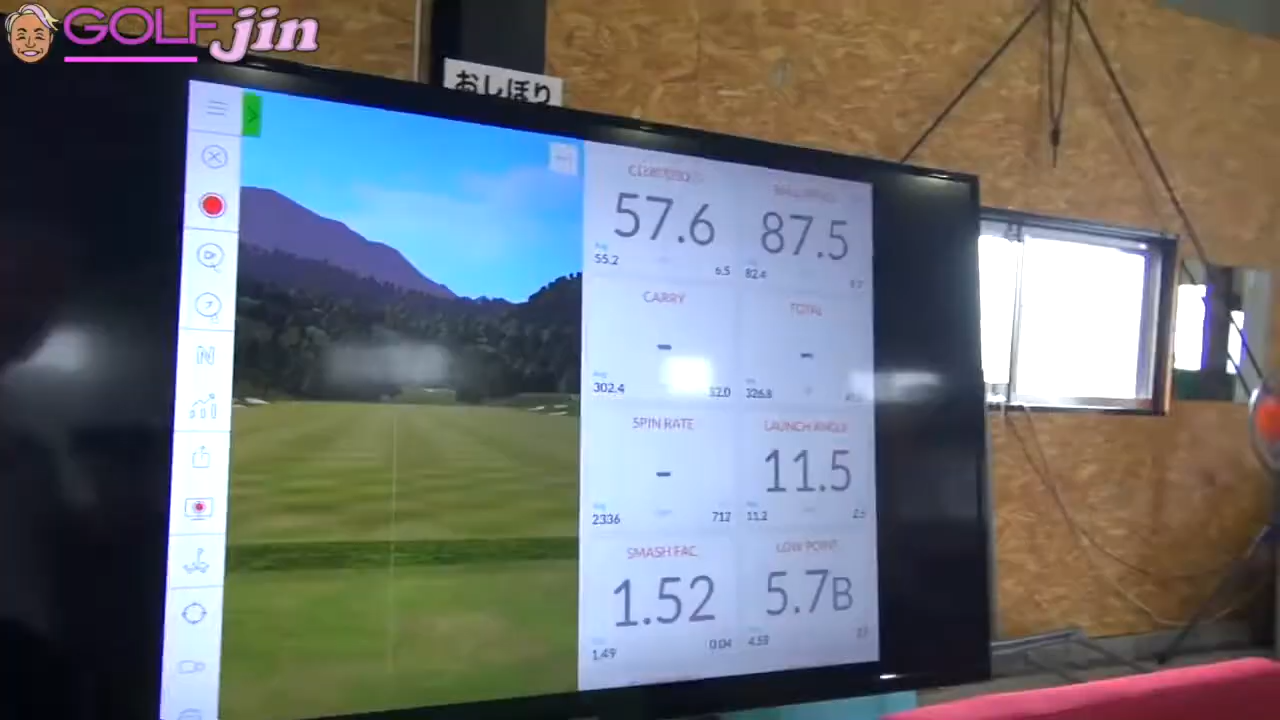 GOLFjin
おしぼり
57.6
87.5
55.2
6.5
82.4
CARRY
TOTAL
-
-
302.4
326.8
SPIN RATE
LAUNCH ANGLE
-
11.5
2336
712
11.2
2.5
SMASH FAC.
LOW POINT
1.52
5.7B
1.49
0.04
4.59